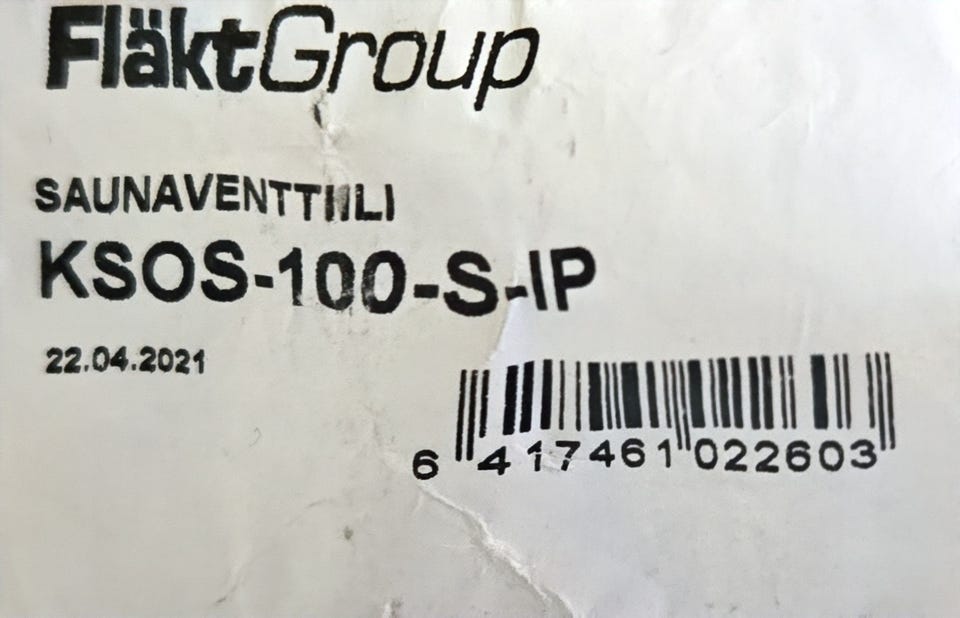 FläktGroup
SAUNAVENTTIILI
KSOS-100-S-IP
22.04.2021
6 417461 022603